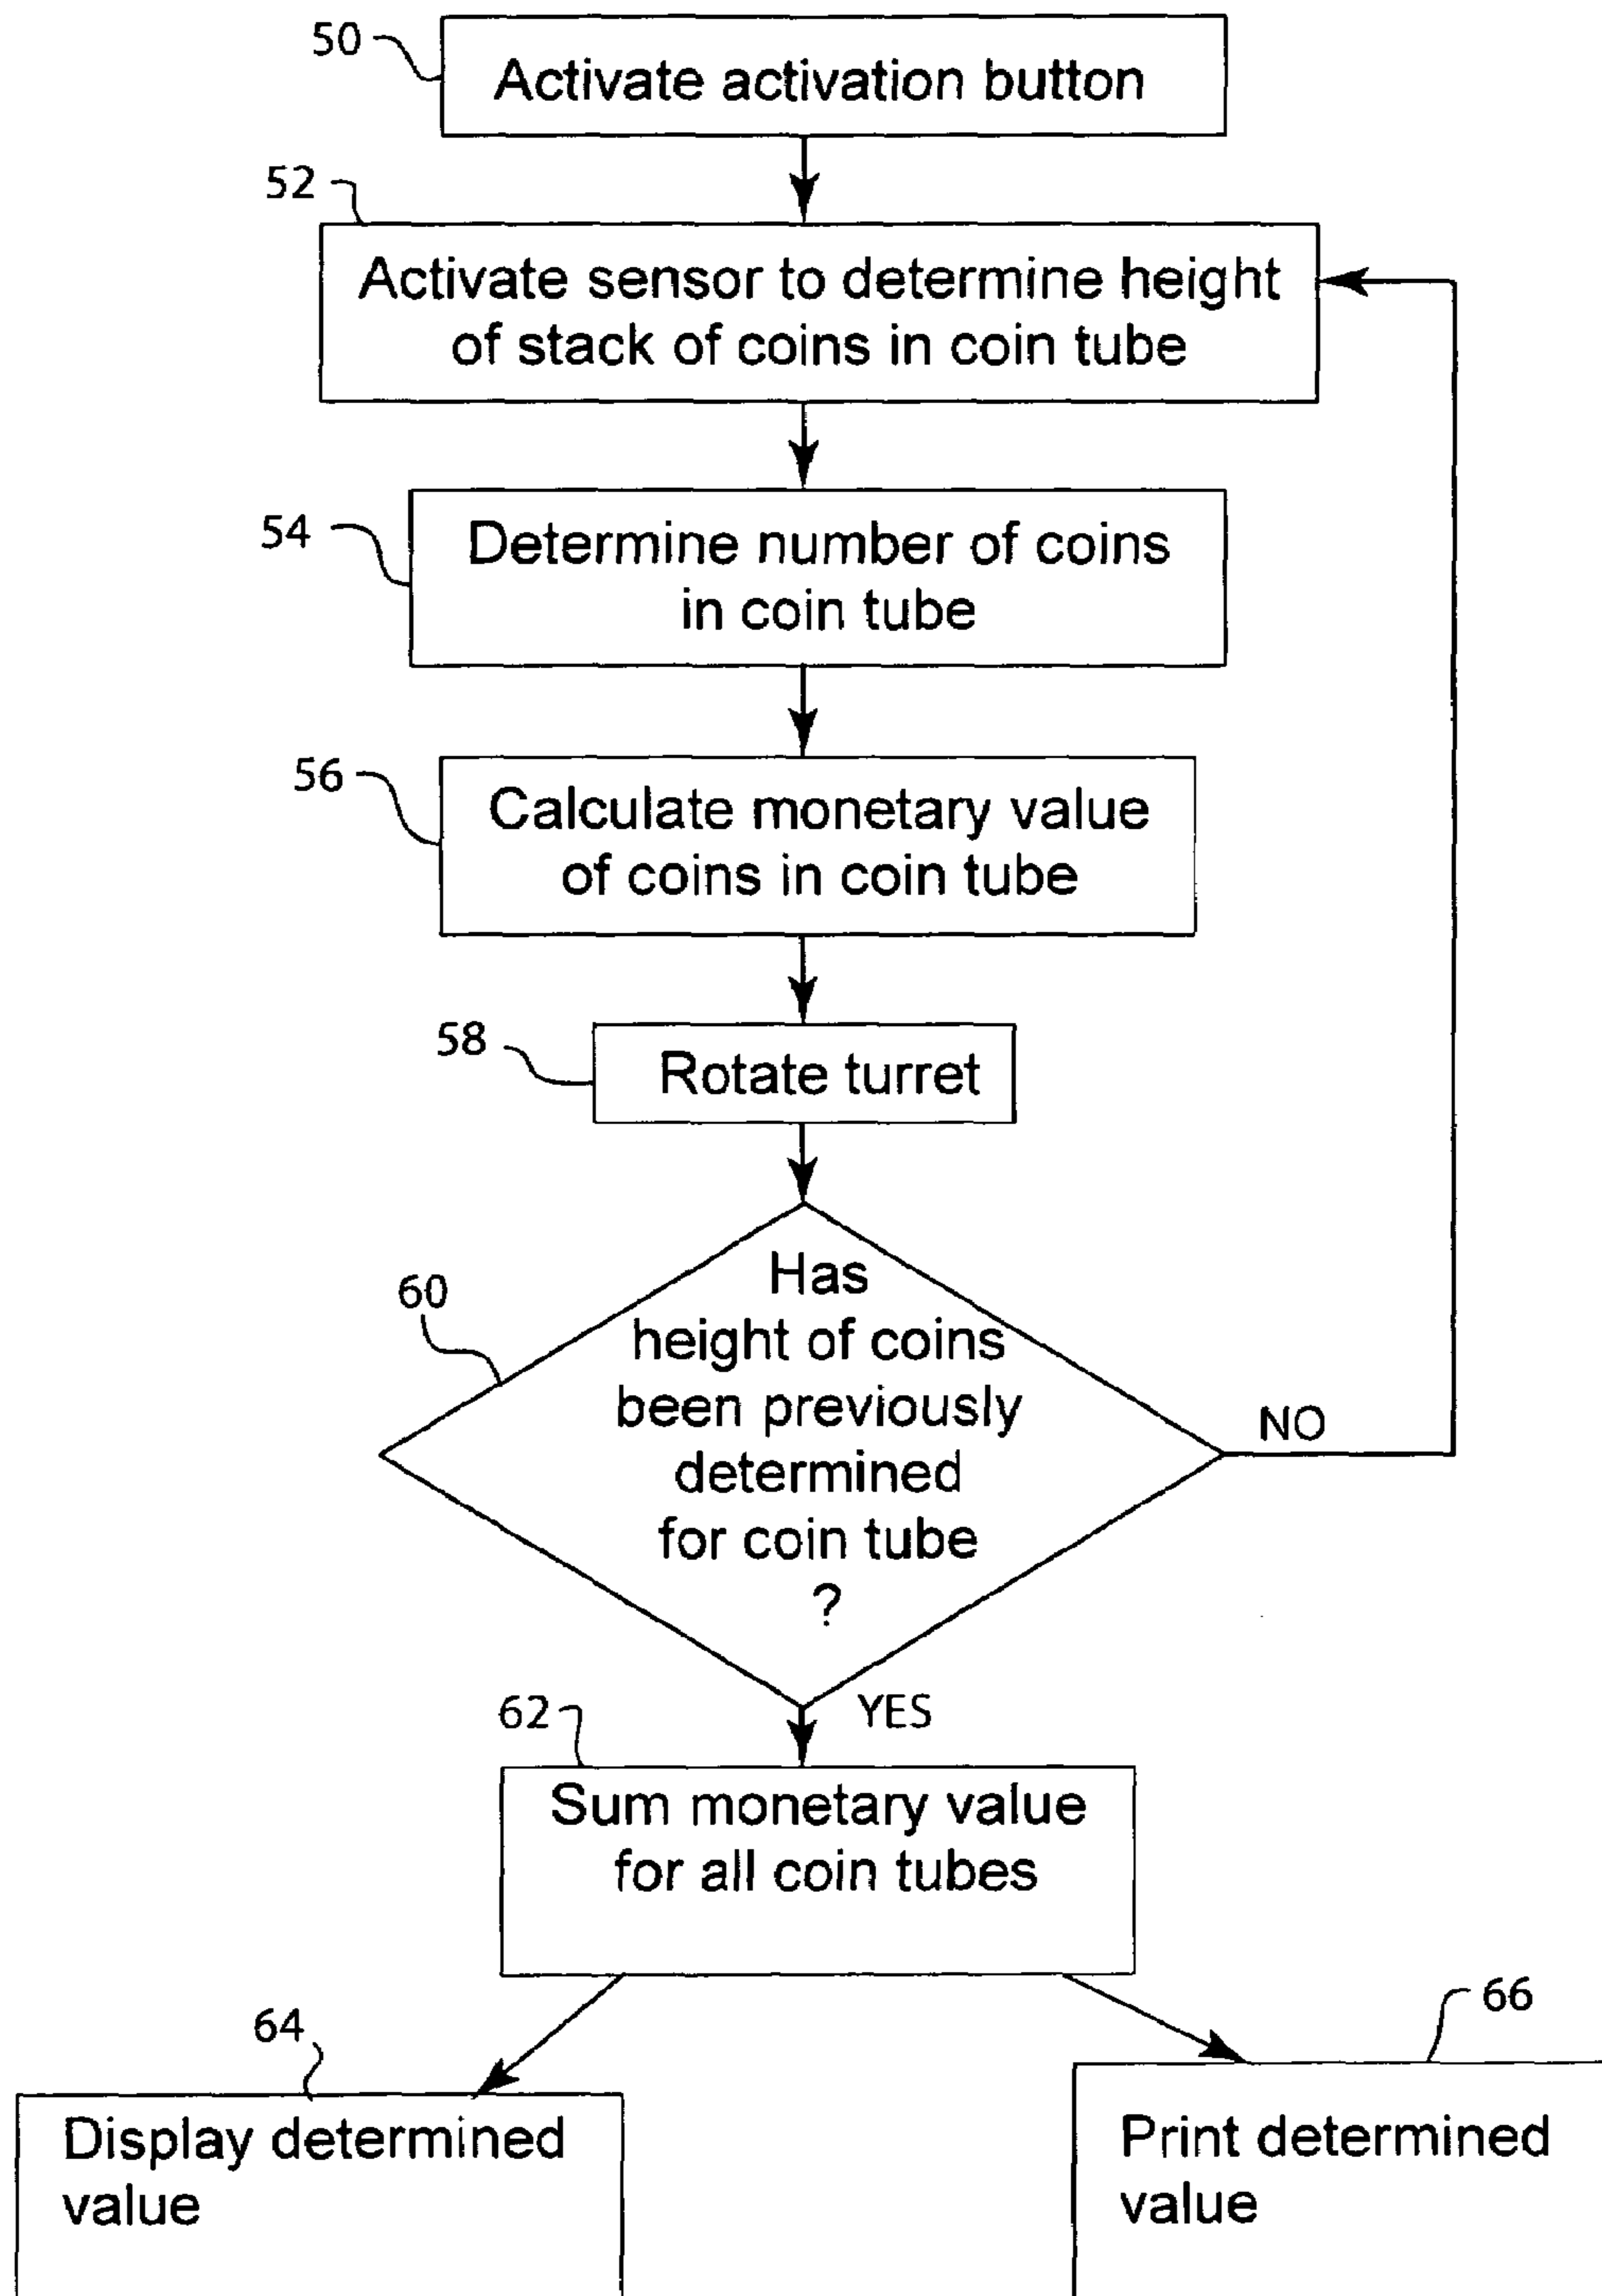 50
Activate activation button
52
Activate sensor to determine height
of stack of coins in coin tube
54
Determine number of coins
in coin tube
56
Calculate monetary value
of coins in coin tube
58
Rotate turret
60
Has
height of coins
been previously
determined
for coin tube
?
NO
YES
62
Sum monetary value
for all coin tubes
64
Display determined
value
66
Print determined
value